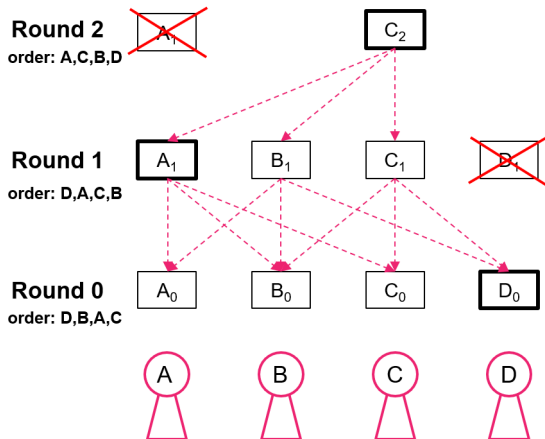 Round 2
order: A,C,B,D
A1
C2
Round 1
order: D,A,C,B
A1
B1
C1
D1
Round 0
order: D,B,A,C
A0
B0
C0
D0
A
B
C
D